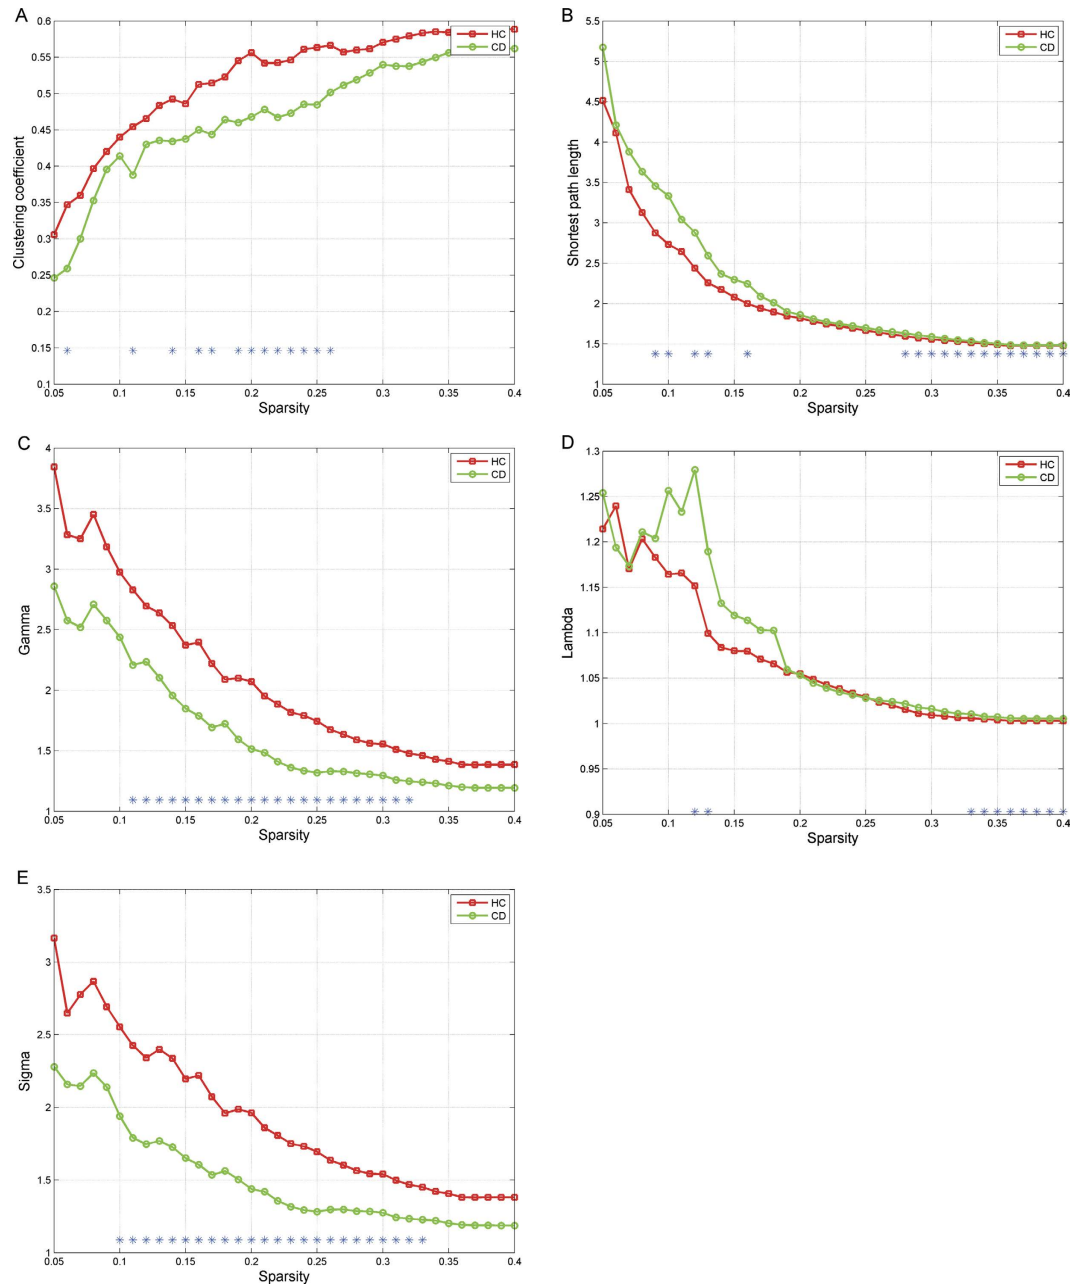 A
0.6
0.55
0.5
0.45
0.4
0.35
0.3
0.25
0.2
0.15
0.1
Clustering coefficient
HC
CD
0.05 0.1 0.15 0.2 0.25 0.3 0.35 0.4
Sparsity
B
5.5
5
4.5
4
3.5
3
2.5
2
1.5
1
Shortest path length
HC
CD
0.05 0.1 0.15 0.2 0.25 0.3 0.35 0.4
Sparsity
C
4
3.5
3
2.5
2
1.5
1
Gamma
HC
CD
0.05 0.1 0.15 0.2 0.25 0.3 0.35 0.4
Sparsity
D
1.3
1.25
1.2
1.15
1.1
1.05
1
0.95
0.9
Lambda
HC
CD
0.05 0.1 0.15 0.2 0.25 0.3 0.35 0.4
Sparsity
E
3.5
3
2.5
2
1.5
1
Sigma
HC
CD
0.05 0.1 0.15 0.2 0.25 0.3 0.35 0.4
Sparsity